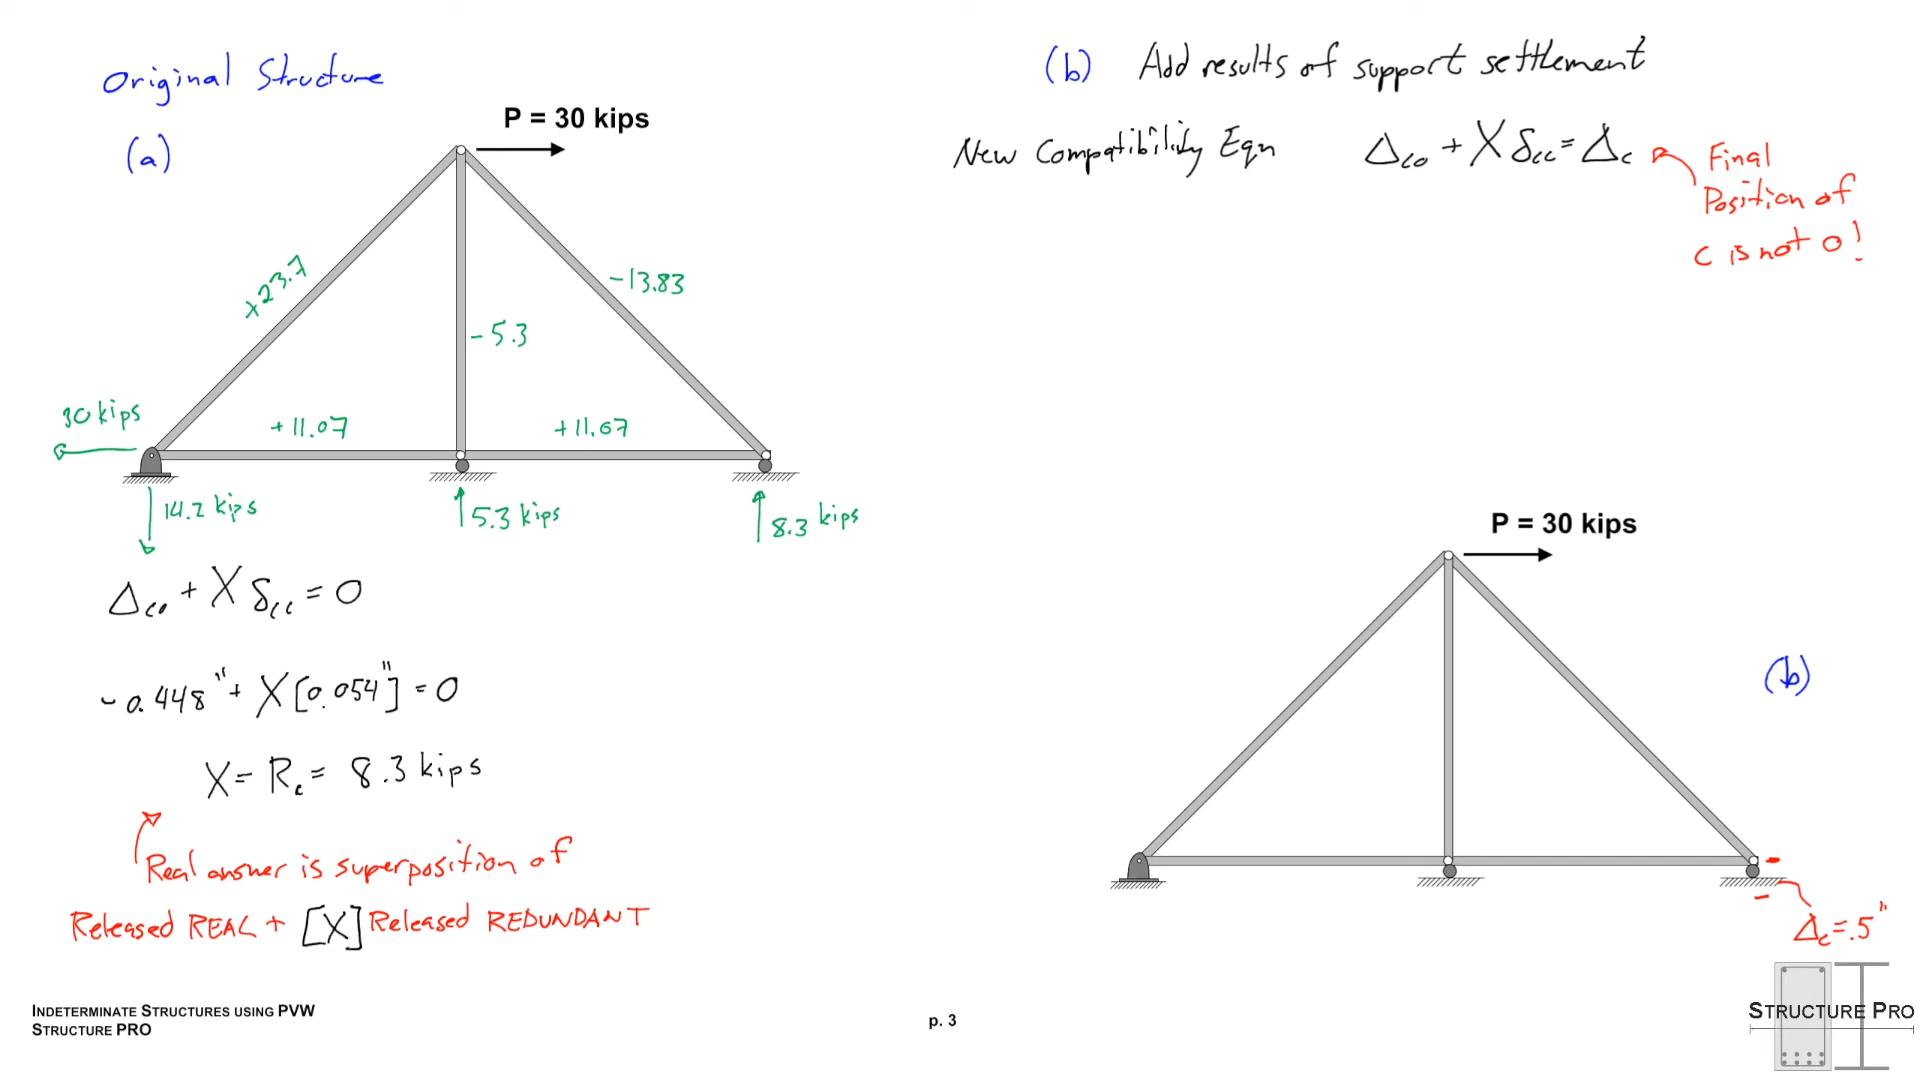 Original Structure
(a)
P = 30 kips
+23.7
-13.83
-5.3
30 kips
+11.07
+11.67
14.2 kips
5.3 kips
8.3 kips
Δco + X δcc = 0
-0.448" + X [0.054"] = 0
X = Rc = 8.3 kips
Real answer is superposition of
Released REAL + [X] Released REDUNDANT
(b) Add results of support settlement
New Compatibility Eqn Δco + X δcc = Δc
Final
Position of
C is not 0!
P = 30 kips
(b)
Δc = .5"
INDETERMINATE STRUCTURES USING PVW
STRUCTURE PRO
p. 3
STRUCTURE PRO